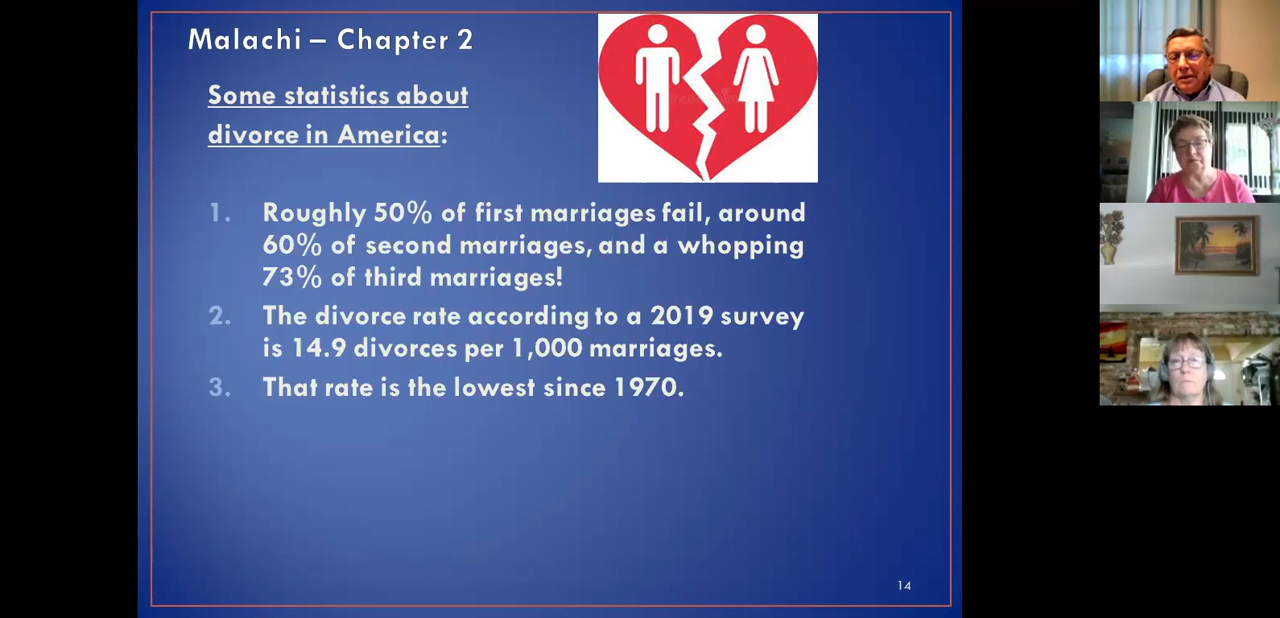 Malachi – Chapter 2
Some statistics about
divorce in America:
1. Roughly 50% of first marriages fail, around
60% of second marriages, and a whopping
73% of third marriages!
2. The divorce rate according to a 2019 survey
is 14.9 divorces per 1,000 marriages.
3. That rate is the lowest since 1970.
14